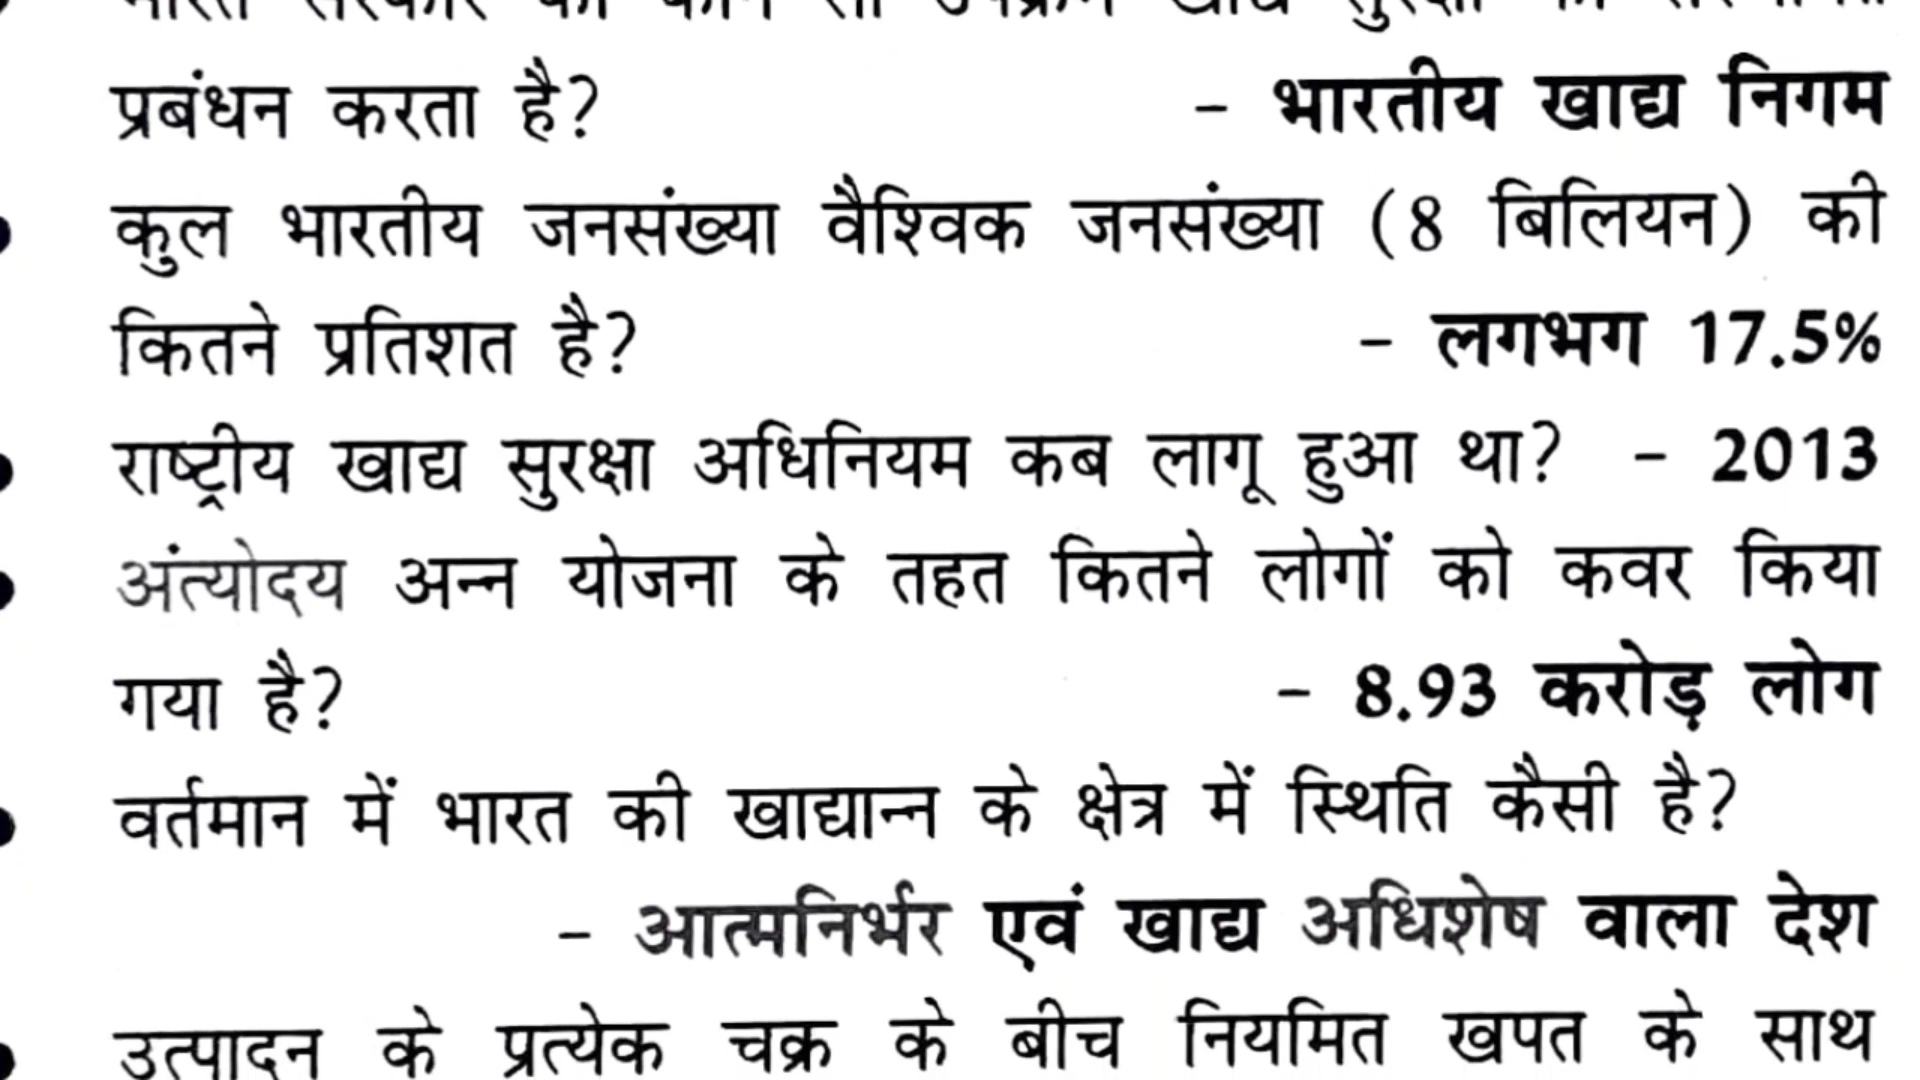 प्रबंधन करता है? – भारतीय खाद्य निगम
कुल भारतीय जनसंख्या वैश्विक जनसंख्या (8 बिलियन) की
कितने प्रतिशत है? – लगभग 17.5%
राष्ट्रीय खाद्य सुरक्षा अधिनियम कब लागू हुआ था? – 2013
अंत्योदय अन्न योजना के तहत कितने लोगों को कवर किया
गया है? – 8.93 करोड़ लोग
वर्तमान में भारत की खाद्यान्न के क्षेत्र में स्थिति कैसी है?
– आत्मनिर्भर एवं खाद्य अधिशेष वाला देश
उत्पादन के प्रत्येक चक्र के बीच नियमित खपत के साथ